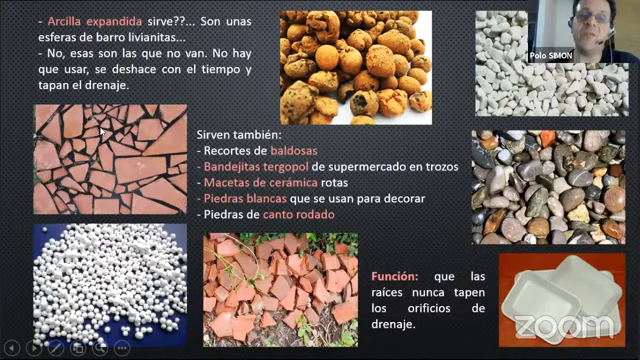 - Arcilla expandida sirve??... Son unas
esferas de barro livianitas...
- No, esas son las que no van. No hay
que usar, se deshace con el tiempo y
tapan el drenaje.
Polo SIMON
Sirven también:
- Recortes de baldosas
- Bandejitas tergopol de supermercado en trozos
- Macetas de cerámica rotas
- Piedras blancas que se usan para decorar
- Piedras de canto rodado
Función: que las
raíces nunca tapen
los orificios de
drenaje.
zoom